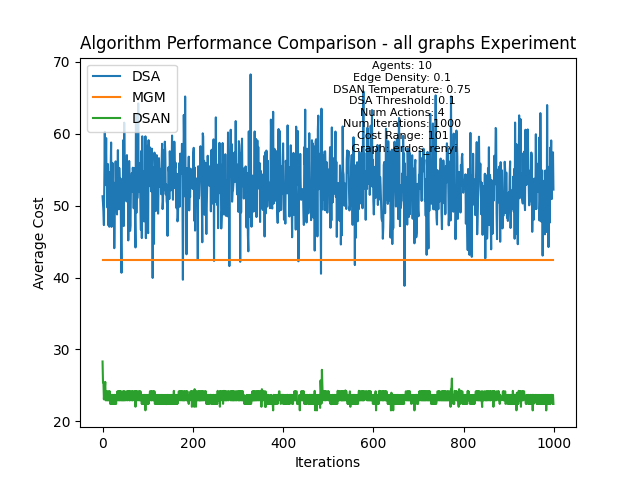 Algorithm Performance Comparison - all graphs Experiment
DSA
MGM
DSAN
Agents: 10
Edge Density: 0.1
DSAN Temperature: 0.75
DSA Threshold: 0.1
Num Actions: 4
Num Iterations: 1000
Cost Range: 101
Graph: erdos_renyi
Average Cost
70
60
50
40
30
20
0 200 400 600 800 1000
Iterations